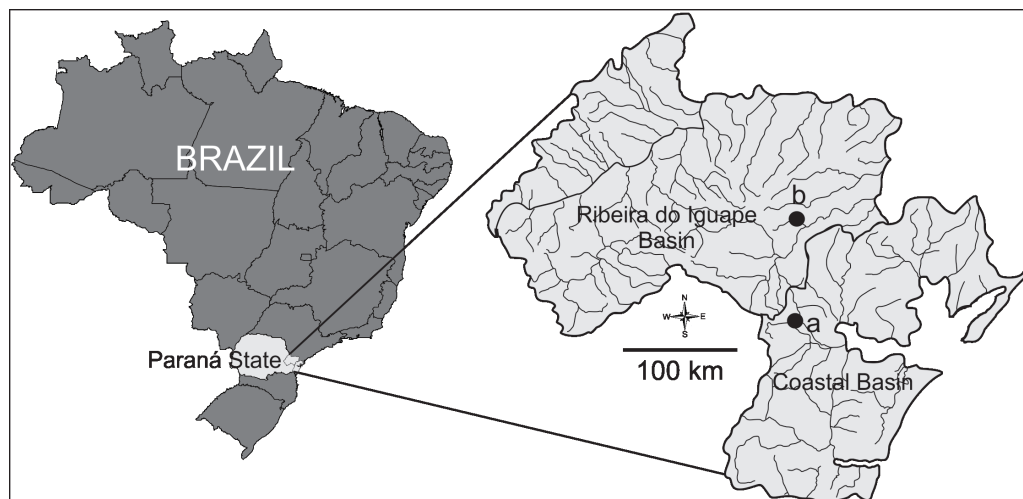 BRAZIL
Paraná State
Ribeira do Iguape
Basin
b
a
N
W E
S
100 km
Coastal Basin